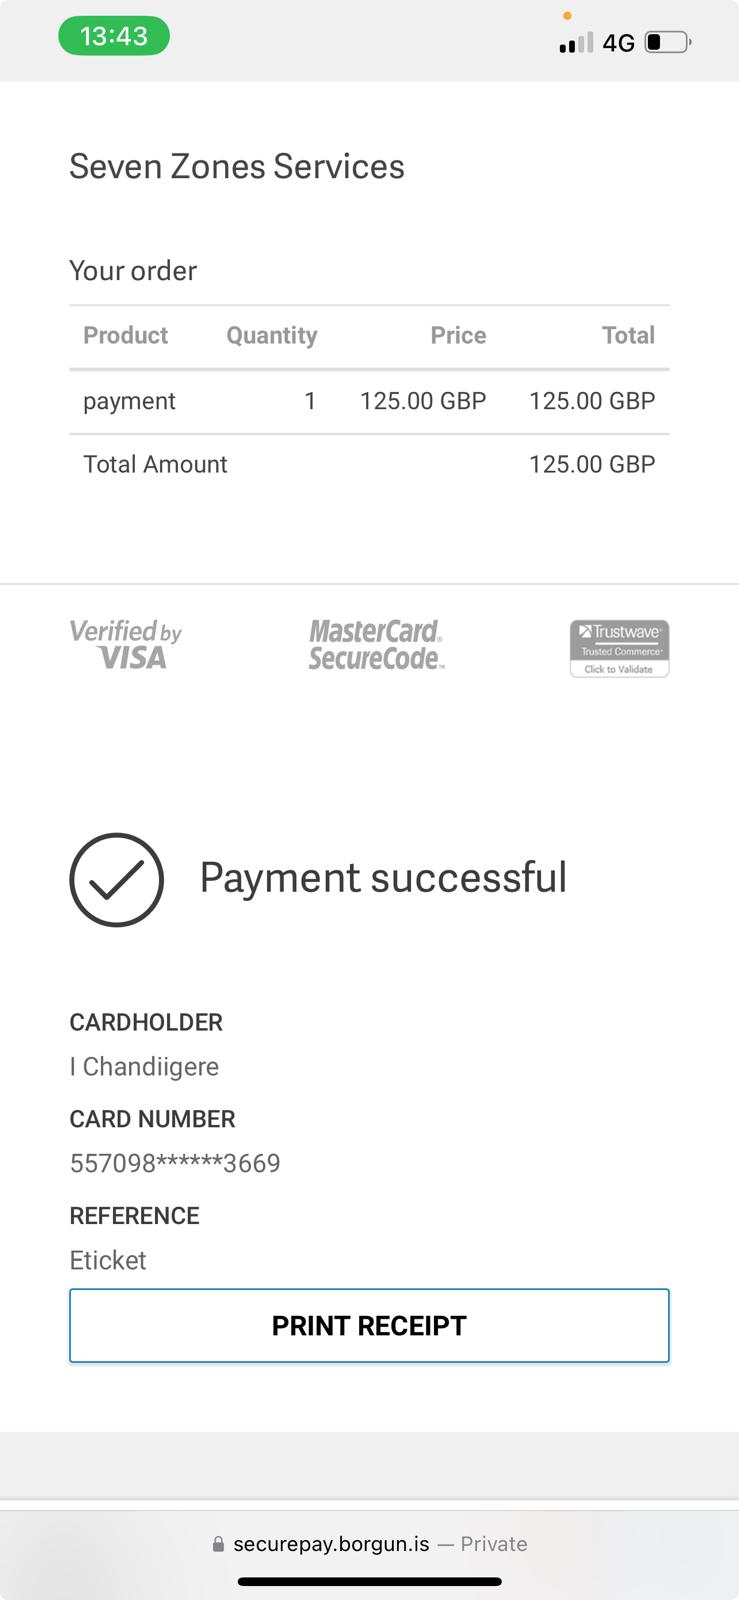 13:43
4G
Seven Zones Services
Your order
Product Quantity Price Total
payment 1 125.00 GBP 125.00 GBP
Total Amount 125.00 GBP
Verified by
VISA
MasterCard.
SecureCode™
Trustwave
Trusted Commerce
Click to Validate
Payment successful
CARDHOLDER
I Chandiigere
CARD NUMBER
557098******3669
REFERENCE
Eticket
PRINT RECEIPT
securepay.borgun.is — Private